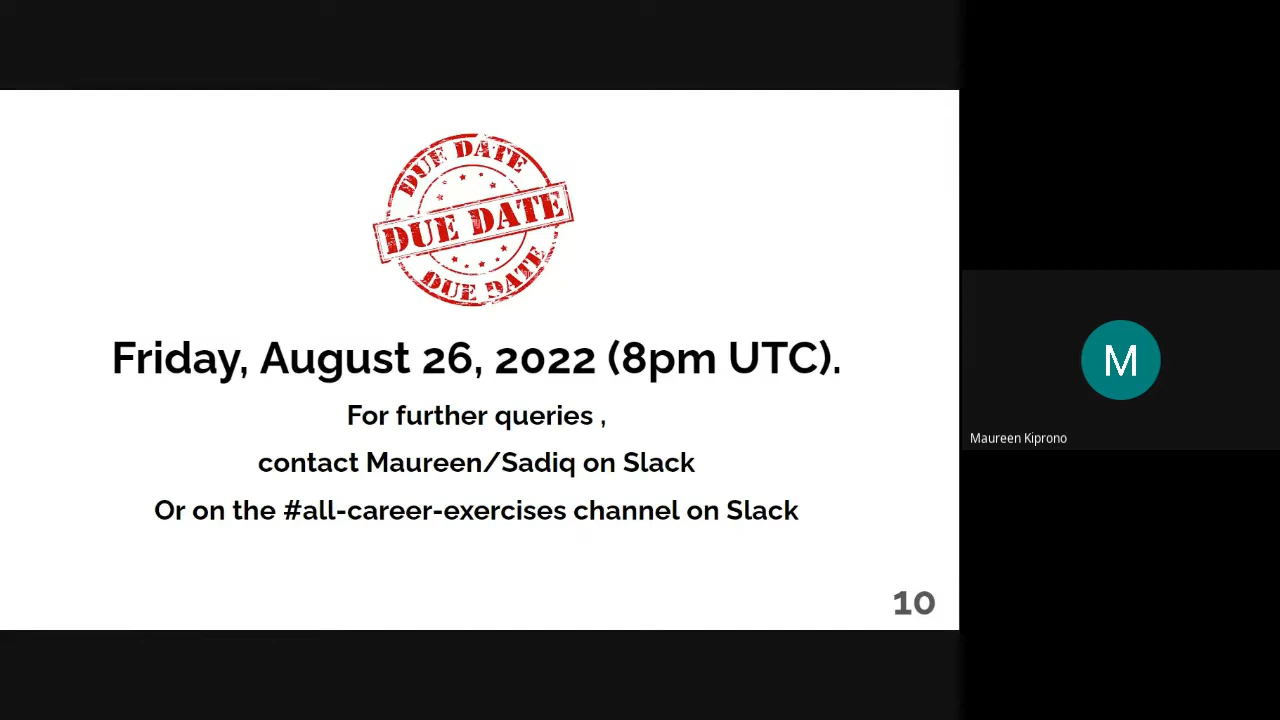 DUE DATE
DUE DATE
DUE DATE
Friday, August 26, 2022 (8pm UTC).
For further queries ,
contact Maureen/Sadiq on Slack
Or on the #all-career-exercises channel on Slack
10
M
Maureen Kiprono